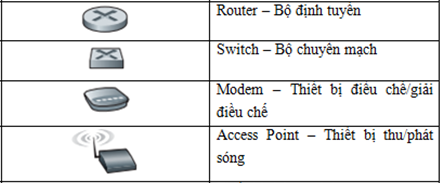 Router – Bộ định tuyến
Switch – Bộ chuyên mạch
Modem – Thiết bị điều chế/giải
điều chế
Access Point – Thiết bị thu/phát
sóng